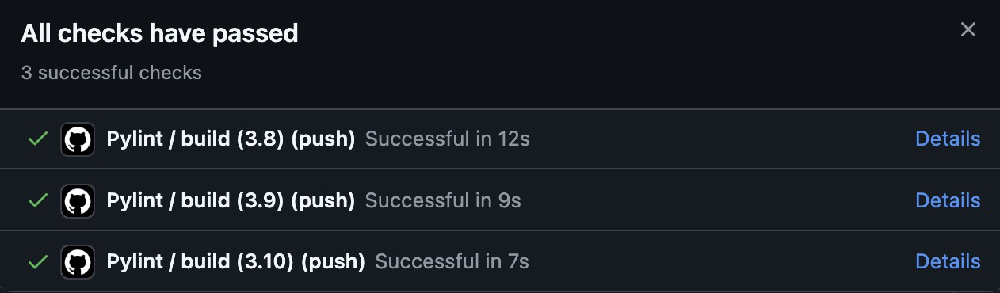 All checks have passed
3 successful checks
Pylint / build (3.8) (push) Successful in 12s Details
Pylint / build (3.9) (push) Successful in 9s Details
Pylint / build (3.10) (push) Successful in 7s Details